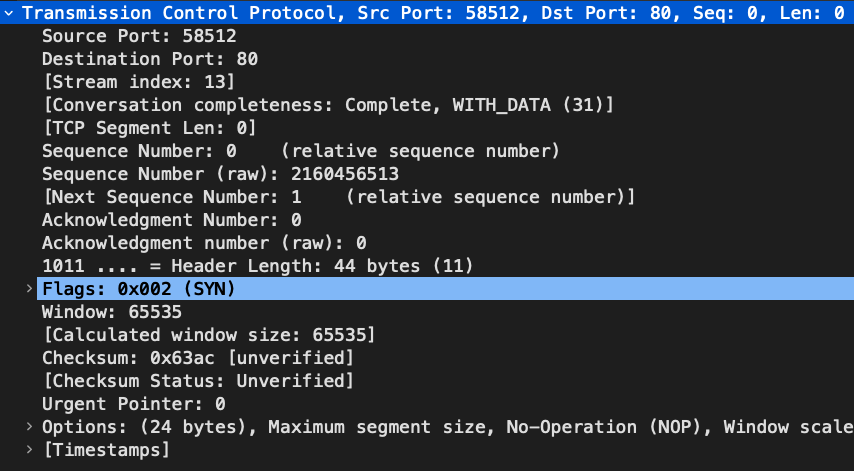 Transmission Control Protocol, Src Port: 58512, Dst Port: 80, Seq: 0, Len: 0
Source Port: 58512
Destination Port: 80
[Stream index: 13]
[Conversation completeness: Complete, WITH_DATA (31)]
[TCP Segment Len: 0]
Sequence Number: 0    (relative sequence number)
Sequence Number (raw): 2160456513
[Next Sequence Number: 1    (relative sequence number)]
Acknowledgment Number: 0
Acknowledgment number (raw): 0
1011 .... = Header Length: 44 bytes (11)
Flags: 0x002 (SYN)
Window: 65535
[Calculated window size: 65535]
Checksum: 0x63ac [unverified]
[Checksum Status: Unverified]
Urgent Pointer: 0
Options: (24 bytes), Maximum segment size, No-Operation (NOP), Window scale
[Timestamps]